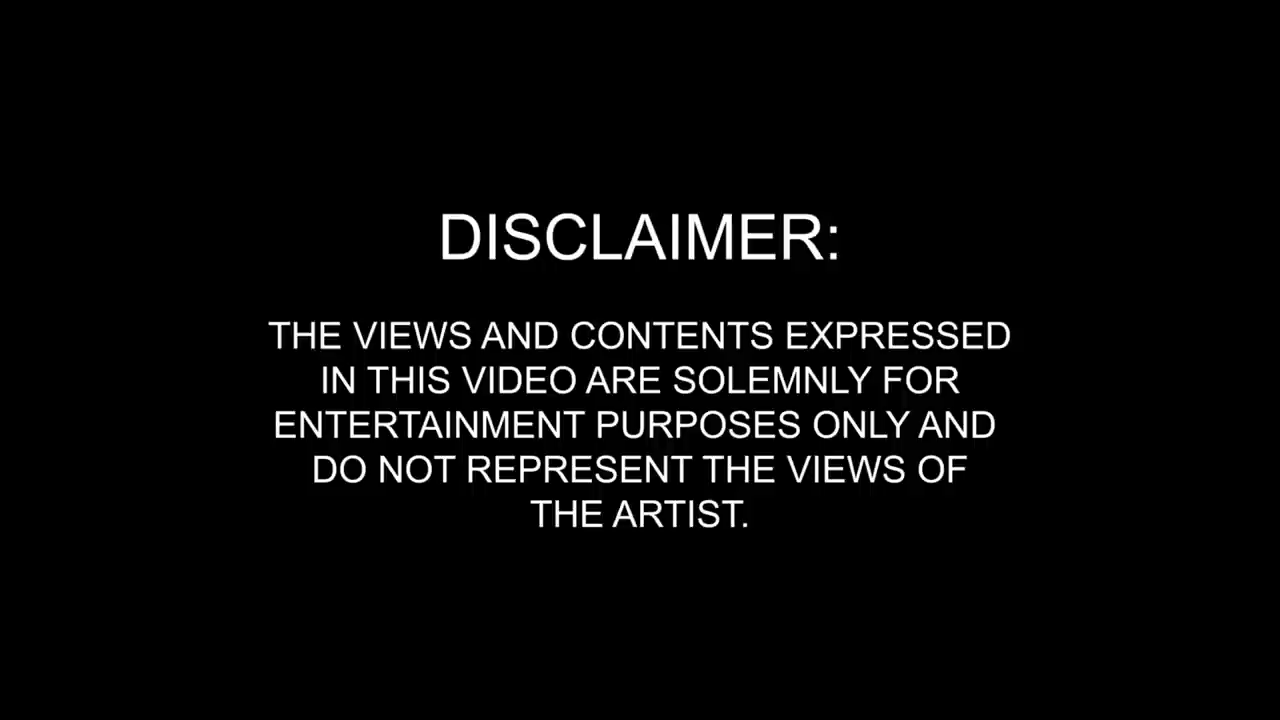 DISCLAIMER:
THE VIEWS AND CONTENTS EXPRESSED
IN THIS VIDEO ARE SOLEMNLY FOR
ENTERTAINMENT PURPOSES ONLY AND
DO NOT REPRESENT THE VIEWS OF
THE ARTIST.